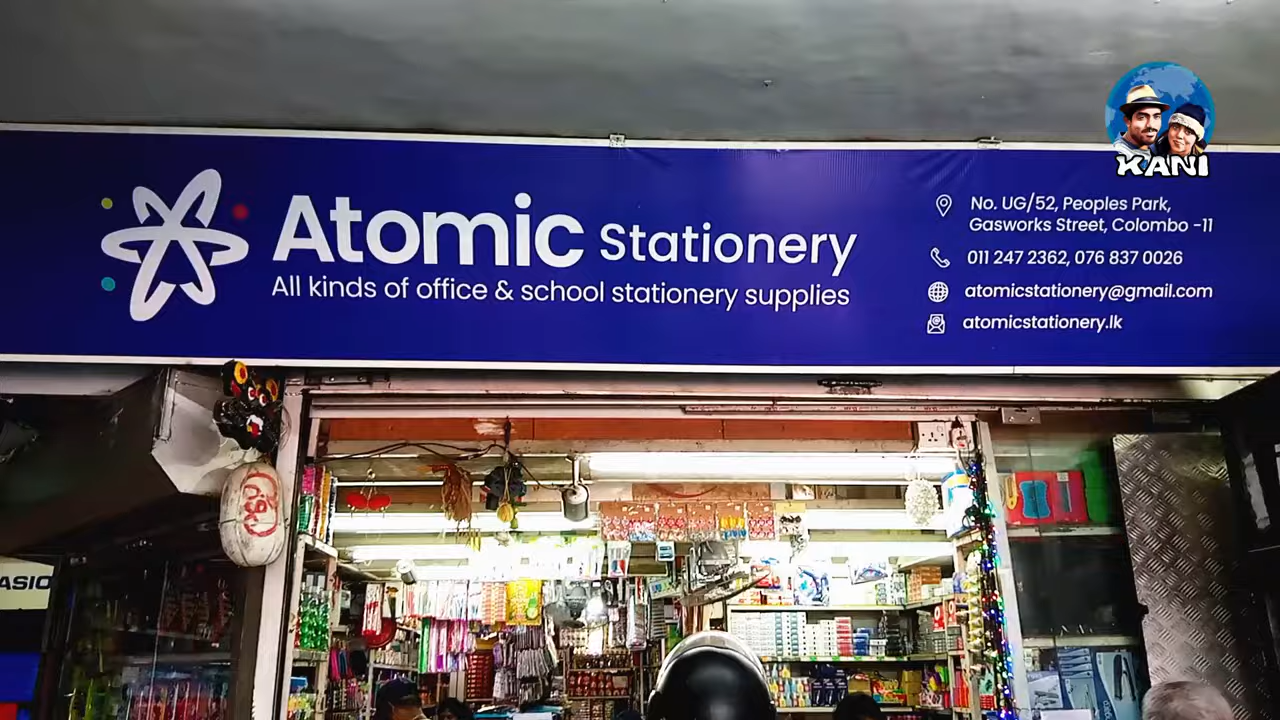 KANI
Atomic Stationery
All kinds of office & school stationery supplies
No. UG/52, Peoples Park,
Gasworks Street, Colombo -11
011 247 2362, 076 837 0026
atomicstationery@gmail.com
atomicstationery.lk
ASIO